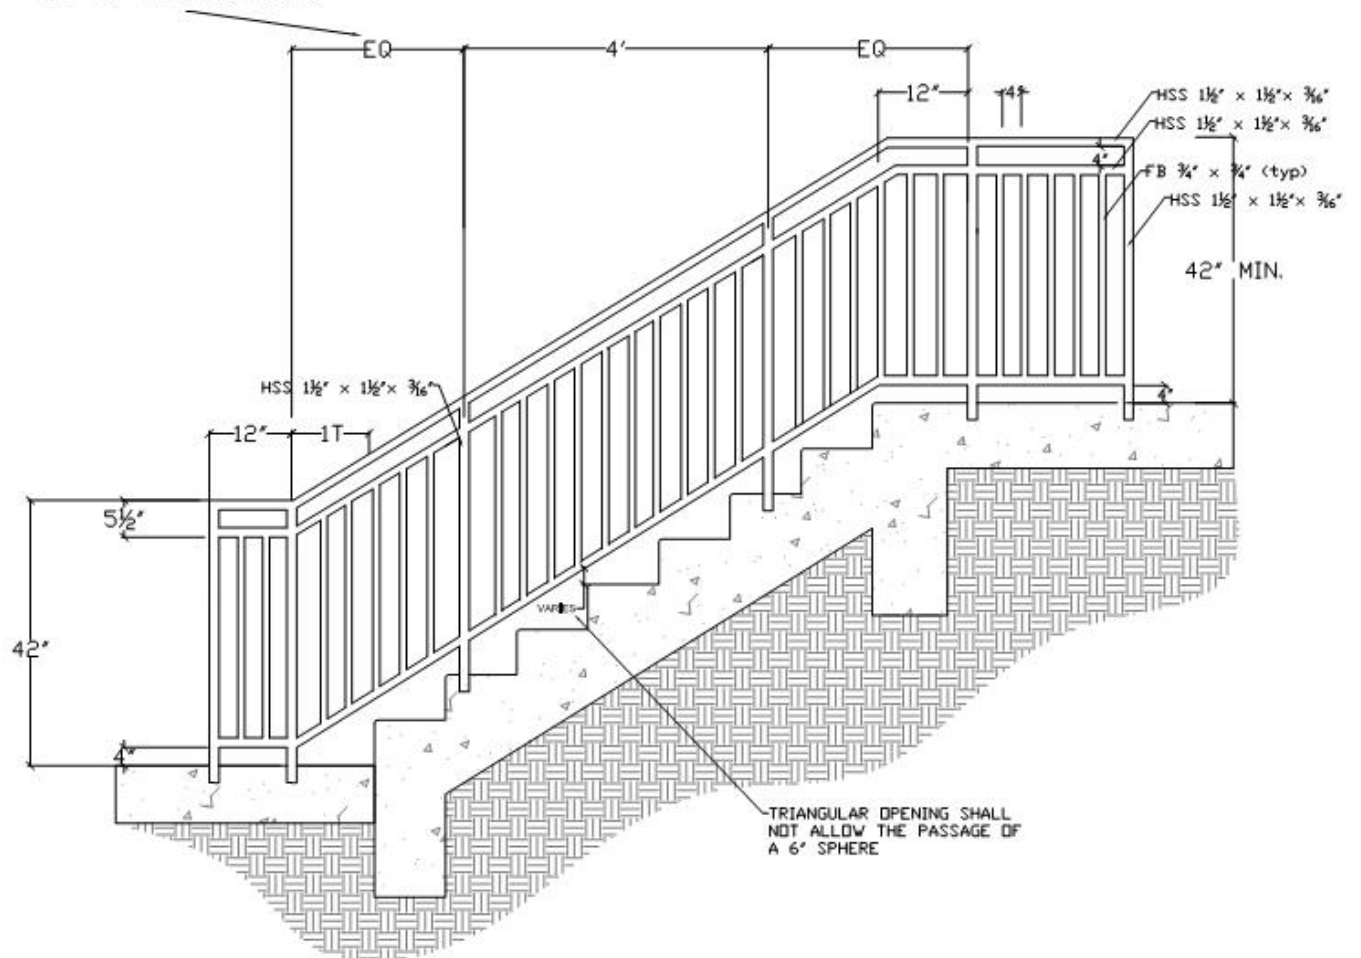 EQ 4' EQ
12" 4"
HSS 1½" × 1½"× ³⁄₁₆"
HSS 1½" × 1½"× ³⁄₁₆"
4"
FB ¾" × ¾" (typ)
HSS 1½" × 1½"× ³⁄₁₆"
42" MIN.
HSS 1½" × 1½"× ³⁄₁₆"
4"
12" 1T
5½"
VARIES
42"
4"
TRIANGULAR OPENING SHALL
NOT ALLOW THE PASSAGE OF
A 6" SPHERE